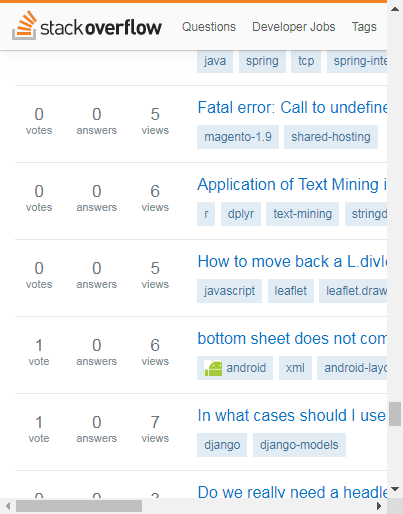 stackoverflow Questions Developer Jobs Tags
java spring tcp spring-inte
0 0 5 Fatal error: Call to undefine
votes answers views magento-1.9 shared-hosting
0 0 6 Application of Text Mining i
votes answers views r dplyr text-mining stringd
0 0 5 How to move back a L.divIc
votes answers views javascript leaflet leaflet.draw
1 0 6 bottom sheet does not com
vote answers views android xml android-layo
1 0 7 In what cases should I use
vote answers views django django-models
0 0 Do we really need a headle